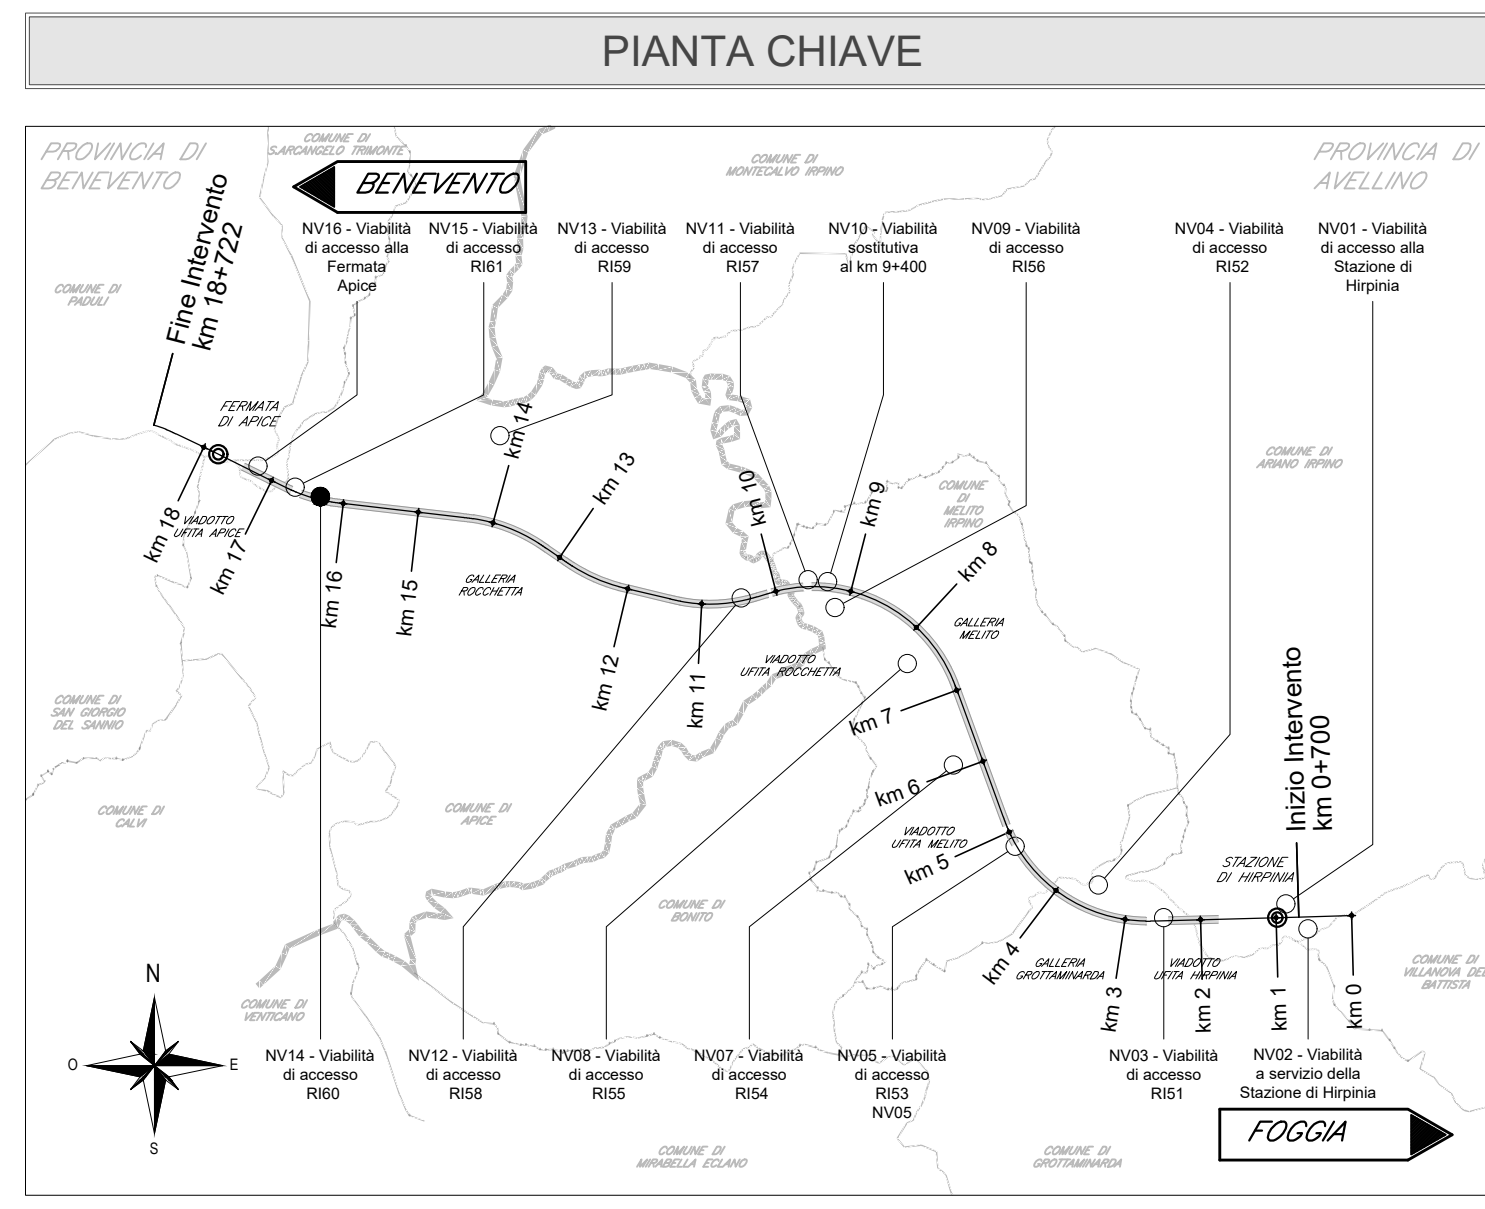 PIANTA CHIAVE
PROVINCIA DI
BENEVENTO
COMUNE DI
S.ARCANGELO TRIMONTE
COMUNE DI
MONTECALVO IRPINO
PROVINCIA DI
AVELLINO
BENEVENTO
Fine Intervento
km 18+722
NV16 - Viabilità
di accesso alla
Fermata
Apice
NV15 - Viabilità
di accesso
RI61
NV13 - Viabilità
di accesso
RI59
NV11 - Viabilità
di accesso
RI57
NV10 - Viabilità
sostitutiva
al km 9+400
NV09 - Viabilità
di accesso
RI56
NV04 - Viabilità
di accesso
RI52
NV01 - Viabilità
di accesso alla
Stazione di
Hirpinia
COMUNE DI
PADULI
FERMATA
DI APICE
COMUNE DI
ARIANO IRPINO
COMUNE
DI
MELITO
IRPINO
km 18
VIADOTTO
UFITA APICE
km 17
km 16
km 15
km 14
km 13
km 12
km 11
km 10
km 9
km 8
GALLERIA
ROCCHETTA
GALLERIA
MELITO
VIADOTTO
UFITA ROCCHETTA
km 7
km 6
VIADOTTO
UFITA MELITO
km 5
COMUNE DI
SAN GIORGIO
DEL SANNIO
COMUNE DI
CALVI
COMUNE DI
APICE
COMUNE DI
BONITO
Inizio Intervento
km 0+700
STAZIONE
DI HIRPINIA
km 4
GALLERIA
GROTTAMINARDA
km 3
VIADOTTO
UFITA HIRPINIA
km 2
km 1
km 0
COMUNE DI
VILLANOVA DEL
BATTISTA
COMUNE DI
VENTICANO
N
O
E
S
NV14 - Viabilità
di accesso
RI60
NV12 - Viabilità
di accesso
RI58
NV08 - Viabilità
di accesso
RI55
NV07 - Viabilità
di accesso
RI54
NV05 - Viabilità
di accesso
RI53
NV05
NV03 - Viabilità
di accesso
RI51
NV02 - Viabilità
a servizio della
Stazione di Hirpinia
FOGGIA
COMUNE DI
MIRABELLA ECLANO
COMUNE DI
GROTTAMINARDA